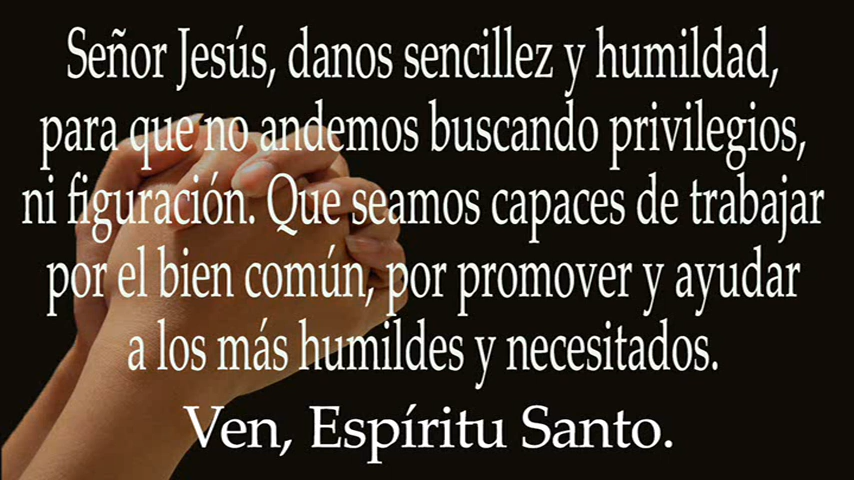 Señor Jesús, danos sencillez y humildad,
para que no andemos buscando privilegios,
ni figuración. Que seamos capaces de trabajar
por el bien común, por promover y ayudar
a los más humildes y necesitados.
Ven, Espíritu Santo.